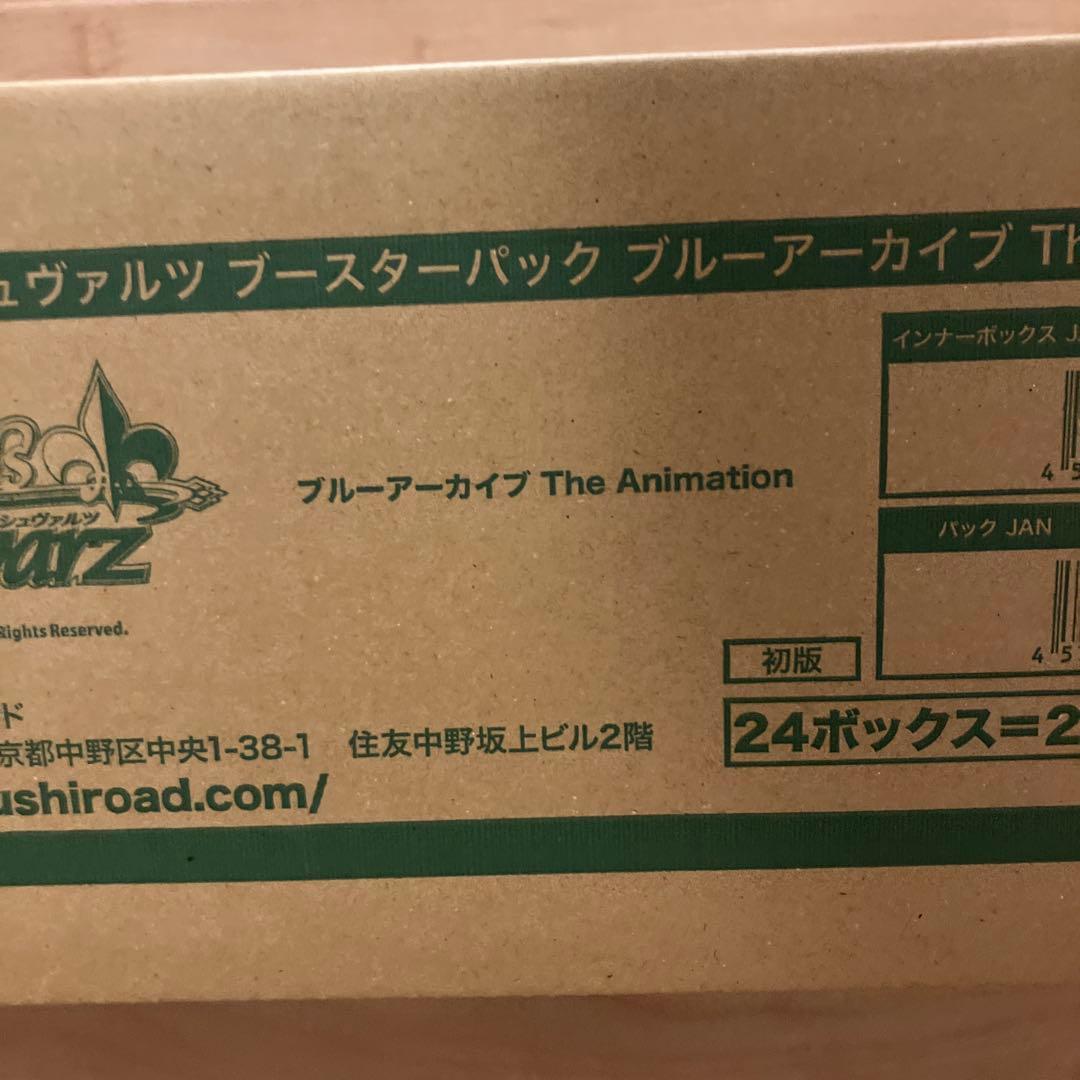 ュヴァルツ ブースターパック ブルーアーカイブ Th
インナーボックス J
4 5
シュヴァルツ
arz
ブルーアーカイブ The Animation
パック JAN
4 5
Rights Reserved.
初版
ド
京都中野区中央1-38-1 住友中野坂上ビル2階
24ボックス=2
ushiroad.com/